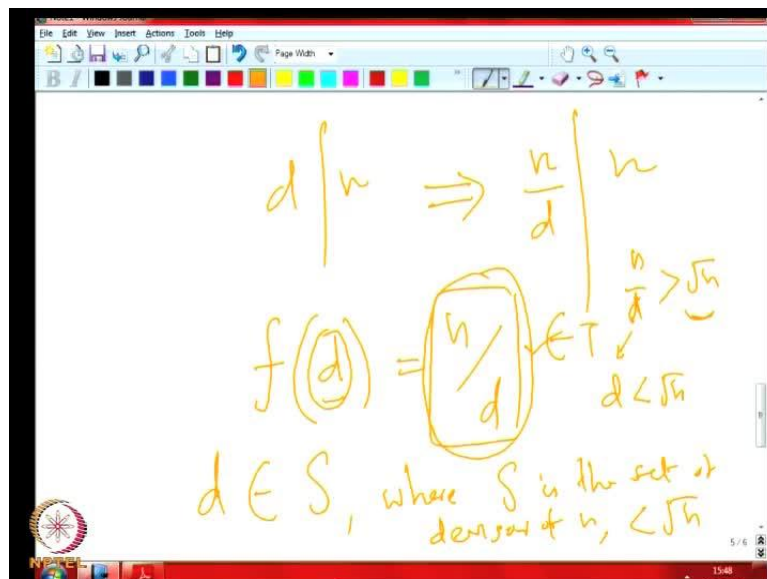 File Edit View Insert Actions Tools Help
Page Width
B I
d | n ⇒ n/d | n
n/d > √n
f(d) = n/d ∈ T
d < √n
d ∈ S, where S is the set of
divisor of n, < √n
5/6
NPTEL
15:48